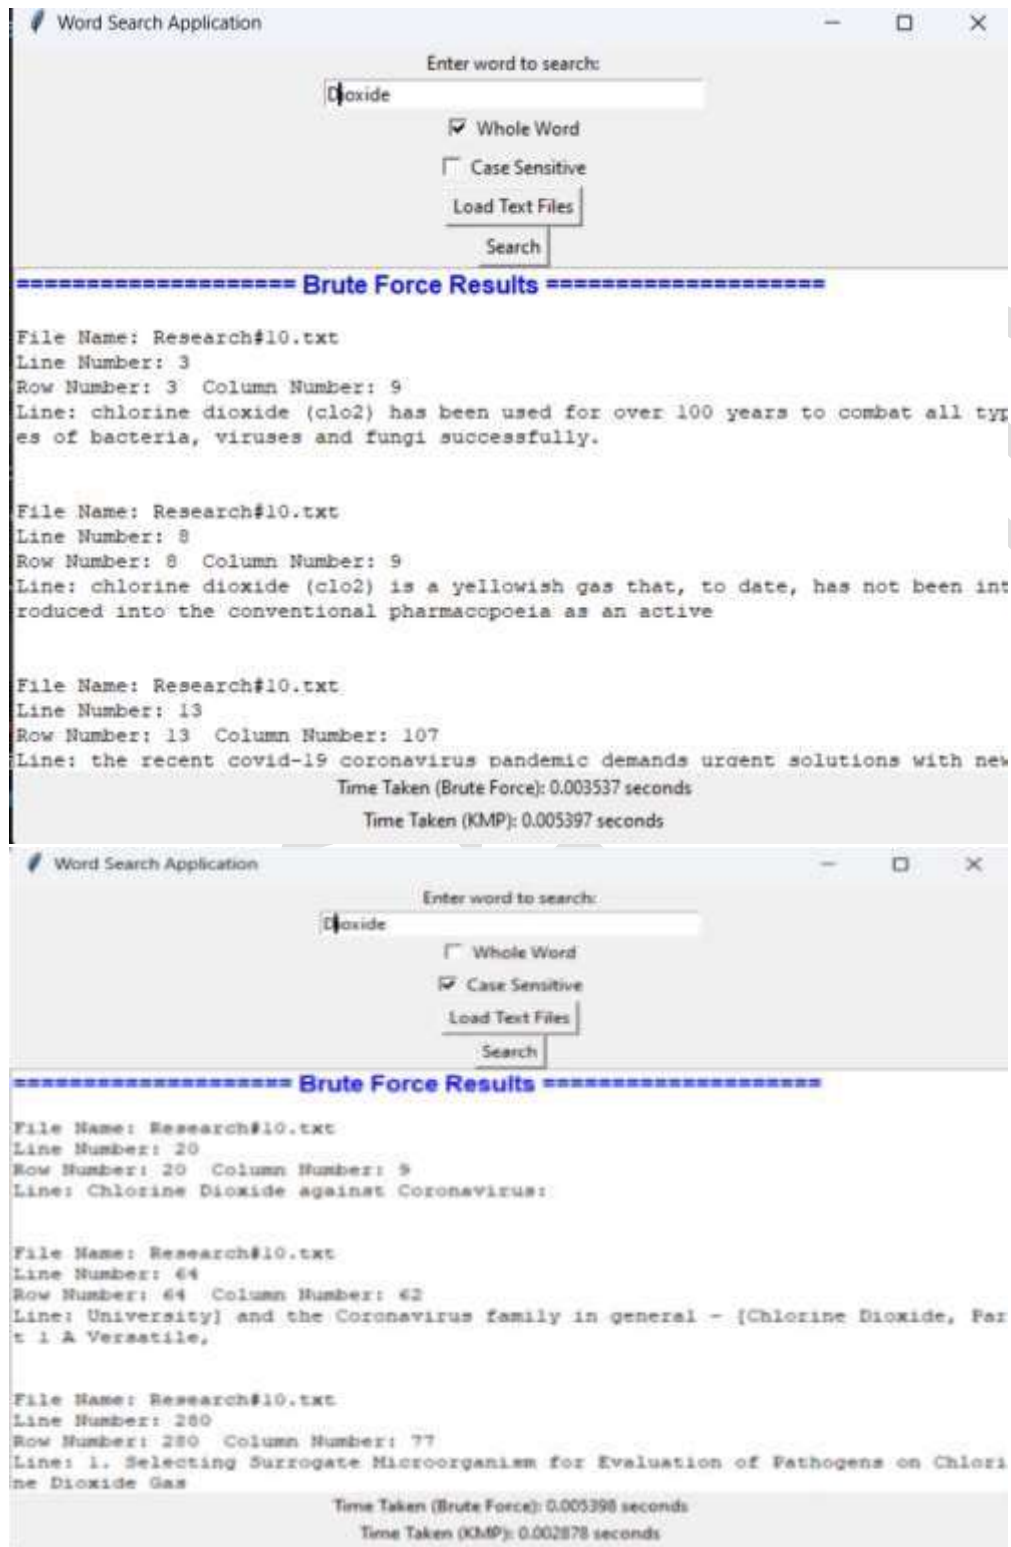 Word Search Application
Enter word to search:
Dioxide
Whole Word
Case Sensitive
Load Text Files
Search
==================== Brute Force Results ====================
File Name: Research#10.txt
Line Number: 3
Row Number: 3  Column Number: 9
Line: chlorine dioxide (clo2) has been used for over 100 years to combat all typ
es of bacteria, viruses and fungi successfully.
File Name: Research#10.txt
Line Number: 8
Row Number: 8  Column Number: 9
Line: chlorine dioxide (clo2) is a yellowish gas that, to date, has not been int
roduced into the conventional pharmacopoeia as an active
File Name: Research#10.txt
Line Number: 13
Row Number: 13  Column Number: 107
Line: the recent covid-19 coronavirus pandemic demands urgent solutions with new
Time Taken (Brute Force): 0.003537 seconds
Time Taken (KMP): 0.005397 seconds
Word Search Application
Enter word to search:
Dioxide
Whole Word
Case Sensitive
Load Text Files
Search
==================== Brute Force Results ====================
File Name: Research#10.txt
Line Number: 20
Row Number: 20  Column Number: 9
Line: Chlorine Dioxide against Coronavirus:
File Name: Research#10.txt
Line Number: 64
Row Number: 64  Column Number: 62
Line: University] and the Coronavirus family in general - [Chlorine Dioxide, Par
t 1 A Versatile,
File Name: Research#10.txt
Line Number: 280
Row Number: 280  Column Number: 77
Line: 1. Selecting Surrogate Microorganism for Evaluation of Pathogens on Chlori
ne Dioxide Gas
Time Taken (Brute Force): 0.005398 seconds
Time Taken (KMP): 0.002878 seconds